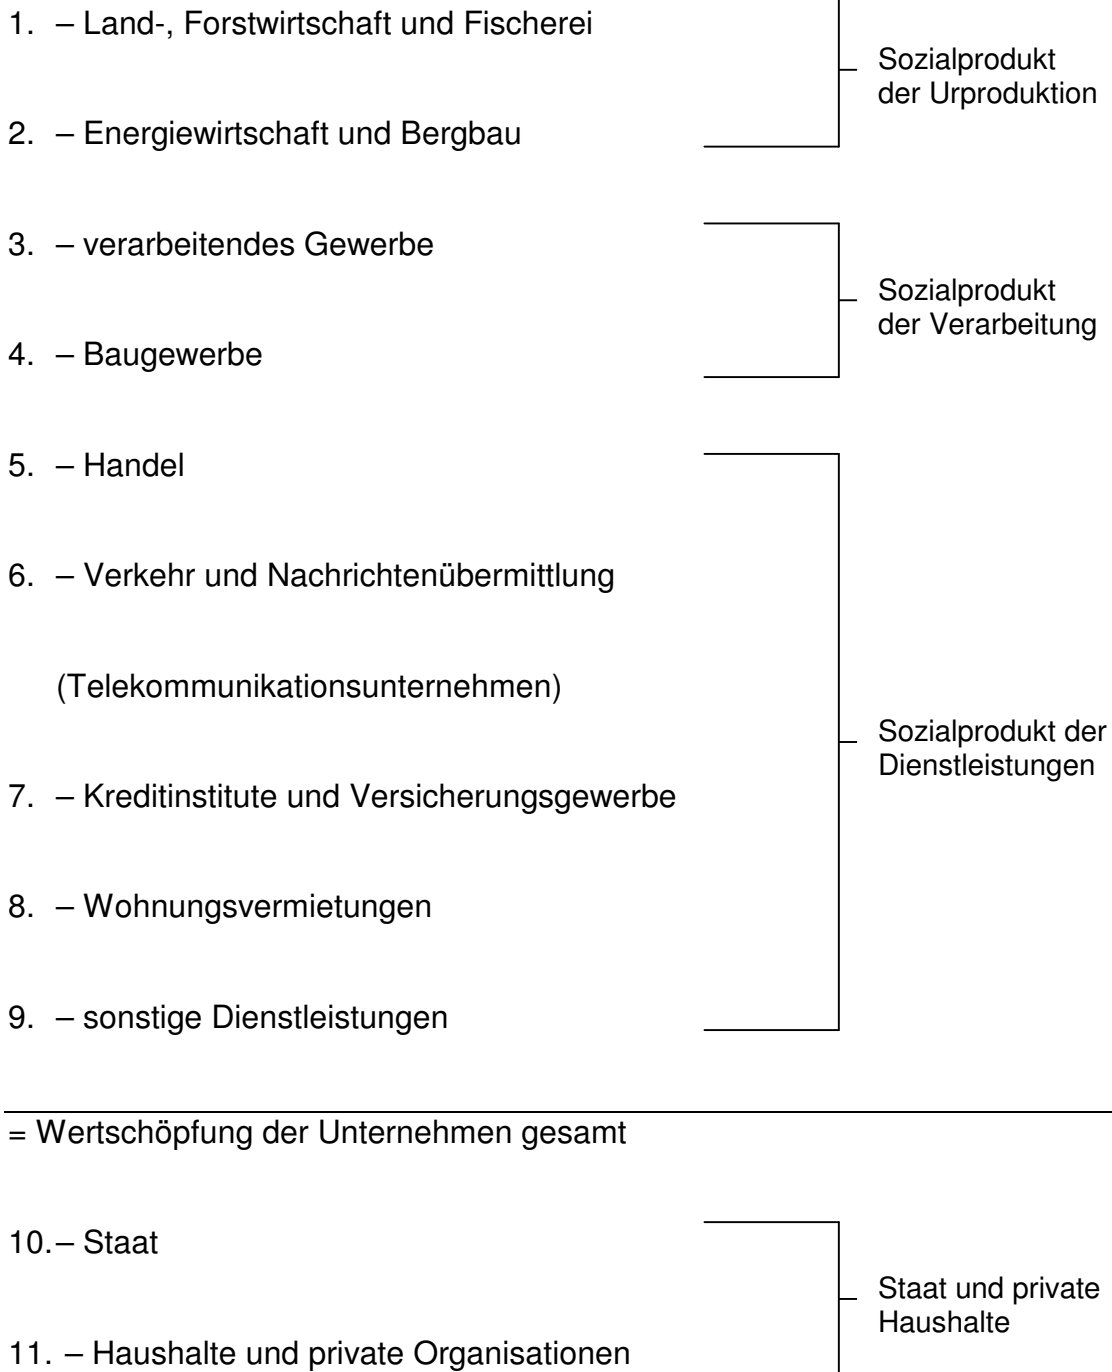 1. – Land-, Forstwirtschaft und Fischerei
Sozialprodukt
der Urproduktion
2. – Energiewirtschaft und Bergbau
3. – verarbeitendes Gewerbe
Sozialprodukt
der Verarbeitung
4. – Baugewerbe
5. – Handel
6. – Verkehr und Nachrichtenübermittlung
(Telekommunikationsunternehmen)
Sozialprodukt der
Dienstleistungen
7. – Kreditinstitute und Versicherungsgewerbe
8. – Wohnungsvermietungen
9. – sonstige Dienstleistungen
= Wertschöpfung der Unternehmen gesamt
10. – Staat
Staat und private
Haushalte
11. – Haushalte und private Organisationen